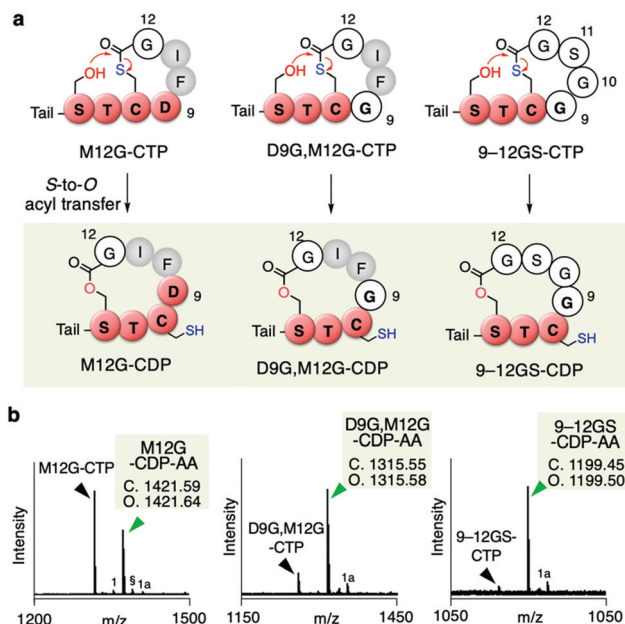 a
12
G
I
F
9
O
OH
S
Tail
S T C D
M12G-CTP
12
G
I
F
O
OH
S
Tail
S T C G
9
D9G,M12G-CTP
12
11
G
S
G
10
O
OH
S
Tail
S T C G
9
9–12GS-CTP
S-to-O
acyl transfer
12
G I F
D
9
O
O
Tail
S T C
SH
M12G-CDP
12
G I F
G
9
O
O
Tail
S T C
SH
D9G,M12G-CDP
12
G S G
G
9
O
O
Tail
S T C
SH
9–12GS-CDP
b
M12G-CTP
M12G
-CDP-AA
C. 1421.59
O. 1421.64
Intensity
1 § 1a
1200 m/z 1500
D9G,M12G
-CTP
D9G,M12G
-CDP-AA
C. 1315.55
O. 1315.58
Intensity
1a
1150 m/z 1450
9–12GS-
CTP
9–12GS
-CDP-AA
C. 1199.45
O. 1199.50
Intensity
1a
1050 m/z 1050